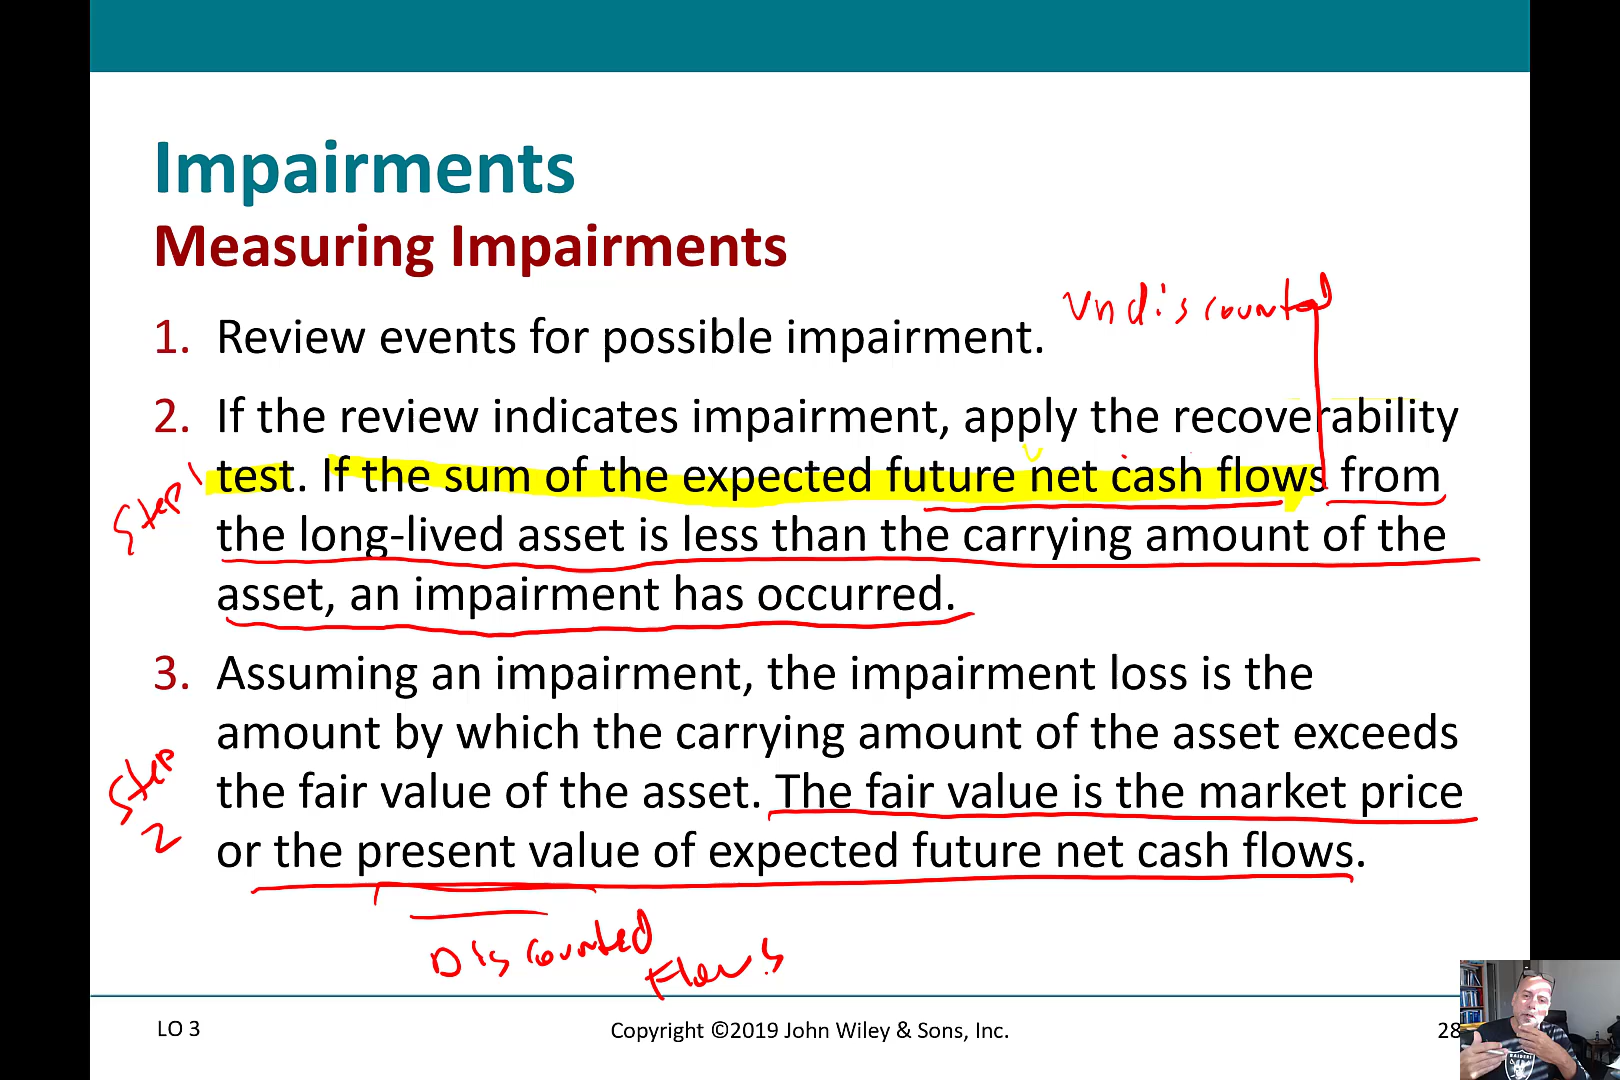 Impairments
Measuring Impairments
Undiscounted
1. Review events for possible impairment.
2. If the review indicates impairment, apply the recoverability
test. If the sum of the expected future net cash flows from
Step 1
the long-lived asset is less than the carrying amount of the
asset, an impairment has occurred.
3. Assuming an impairment, the impairment loss is the
amount by which the carrying amount of the asset exceeds
Step 2
the fair value of the asset. The fair value is the market price
or the present value of expected future net cash flows.
Discounted
Flows
LO 3
Copyright ©2019 John Wiley & Sons, Inc.
28
RAIDERS